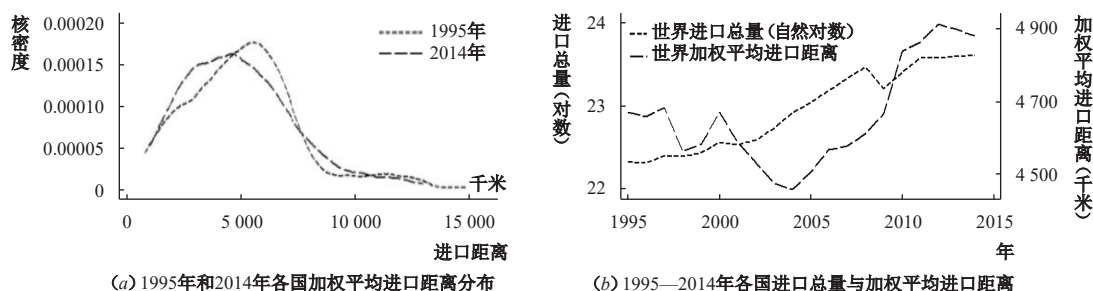 核密度
0.00020
0.00015
0.00010
0.00005
0
1995年
2014年
千米
0
5 000
10 000
15 000
进口距离
(a) 1995年和2014年各国加权平均进口距离分布
进口总量(对数)
24
23
22
世界进口总量(自然对数)
世界加权平均进口距离
4 900
4 700
4 500
加权平均进口距离(千米)
1995
2000
2005
2010
2015
年
(b) 1995—2014年各国进口总量与加权平均进口距离